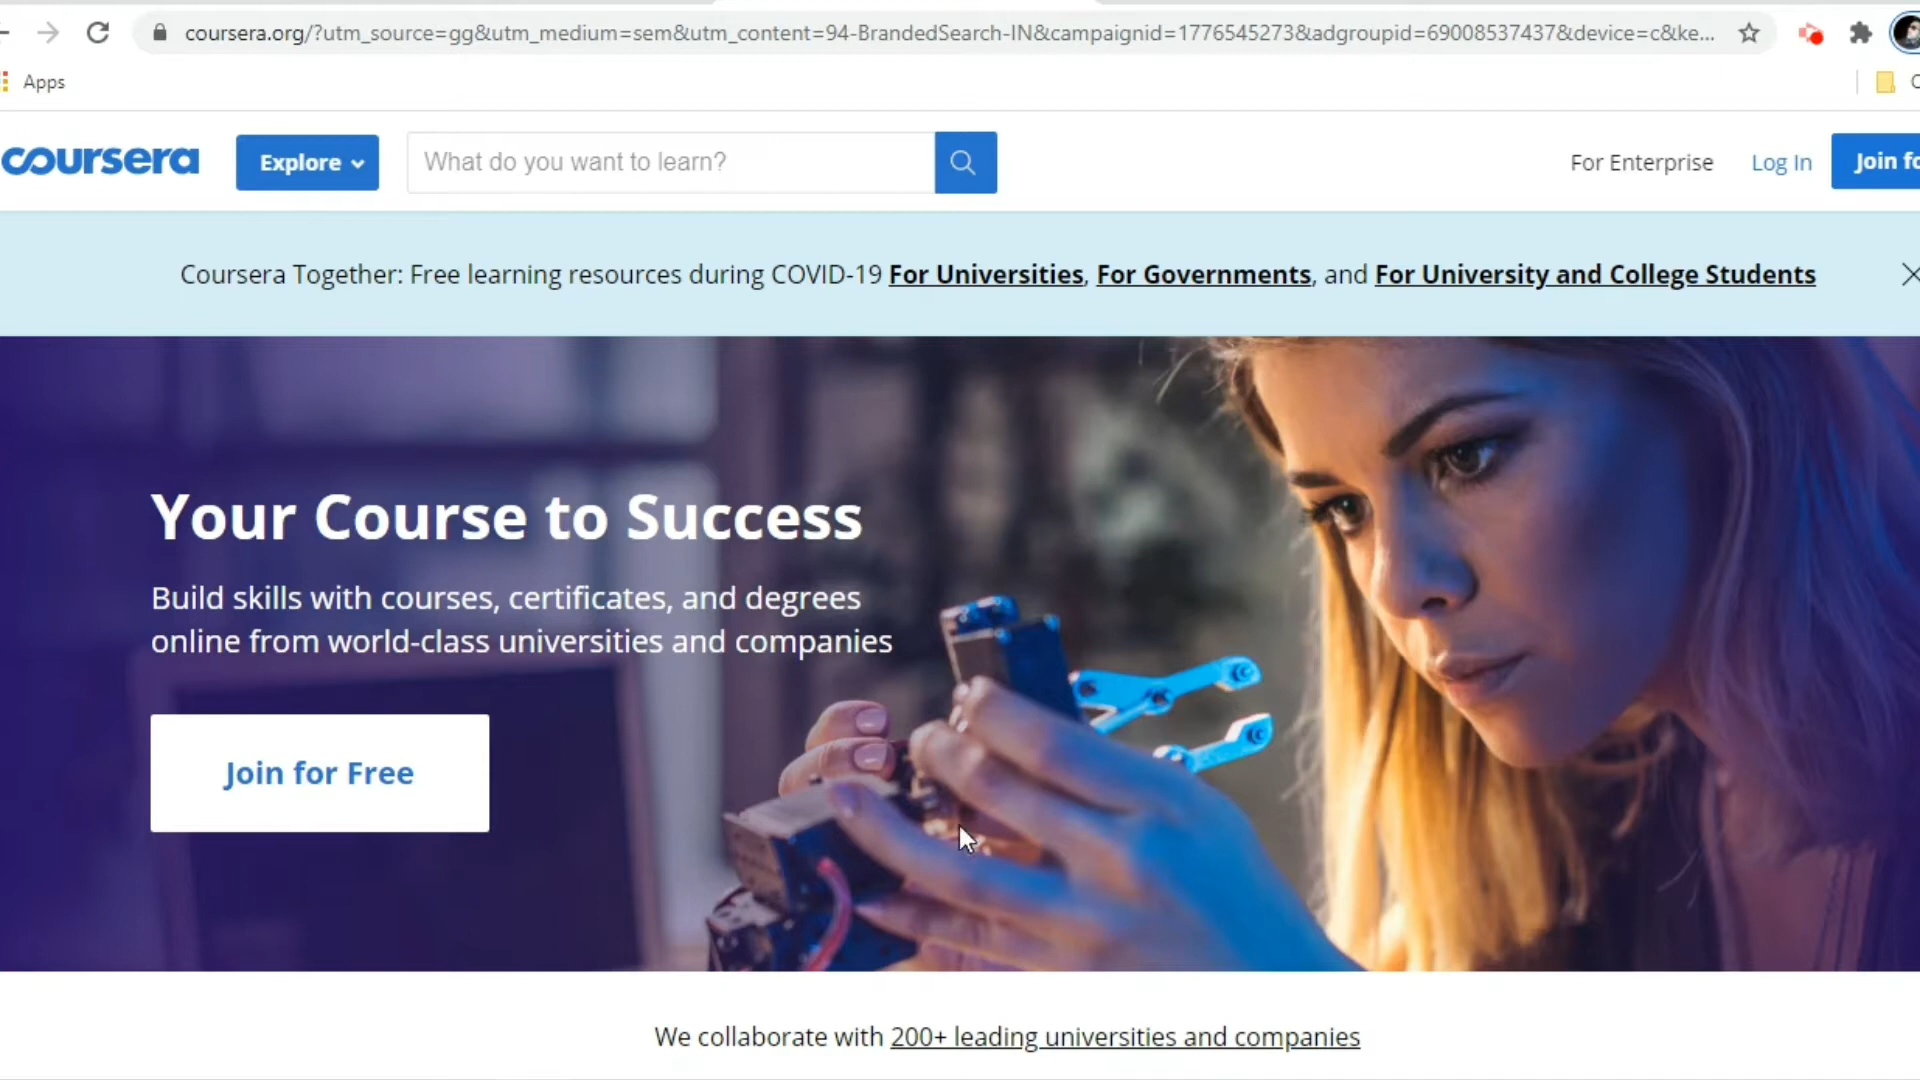 coursera.org/?utm_source=gg&utm_medium=sem&utm_content=94-BrandedSearch-IN&campaignid=1776545273&adgroupid=69008537437&device=c&ke...
Apps
coursera
Explore
What do you want to learn?
For Enterprise
Log In
Join fo
Coursera Together: Free learning resources during COVID-19 For Universities, For Governments, and For University and College Students
Your Course to Success
Build skills with courses, certificates, and degrees
online from world-class universities and companies
Join for Free
We collaborate with 200+ leading universities and companies